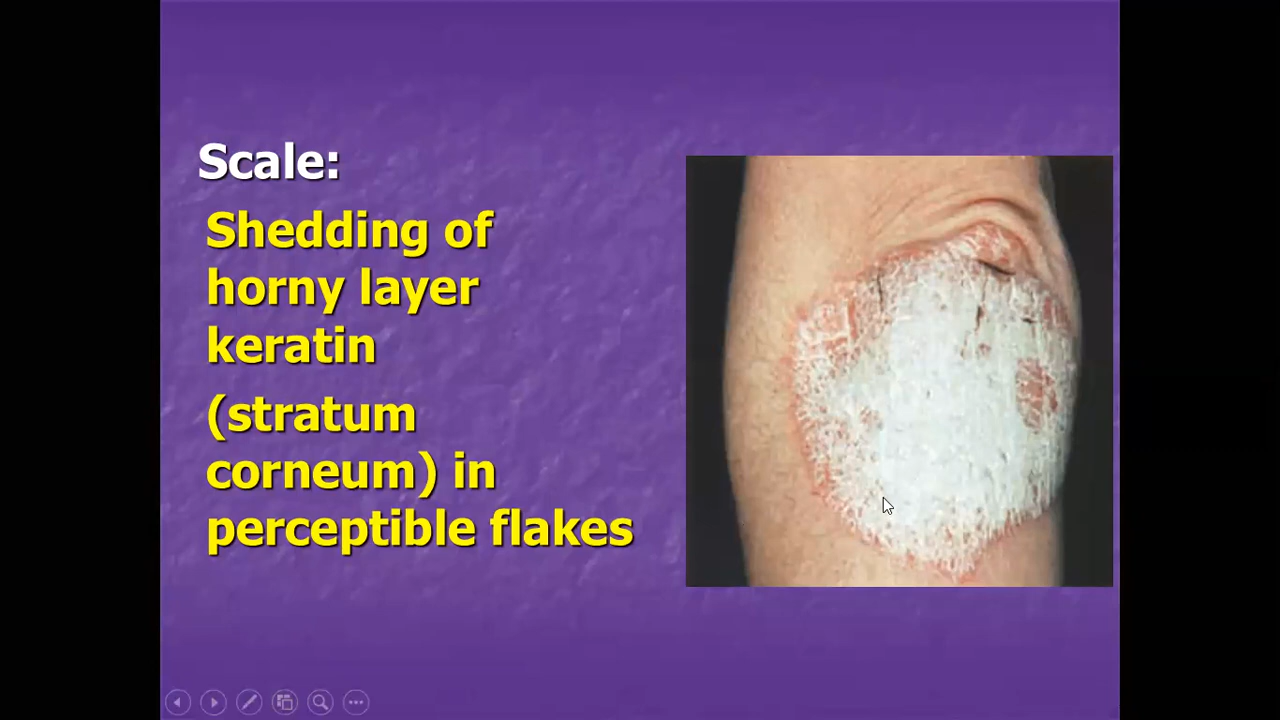 Scale:
Shedding of
horny layer
keratin
(stratum
corneum) in
perceptible flakes